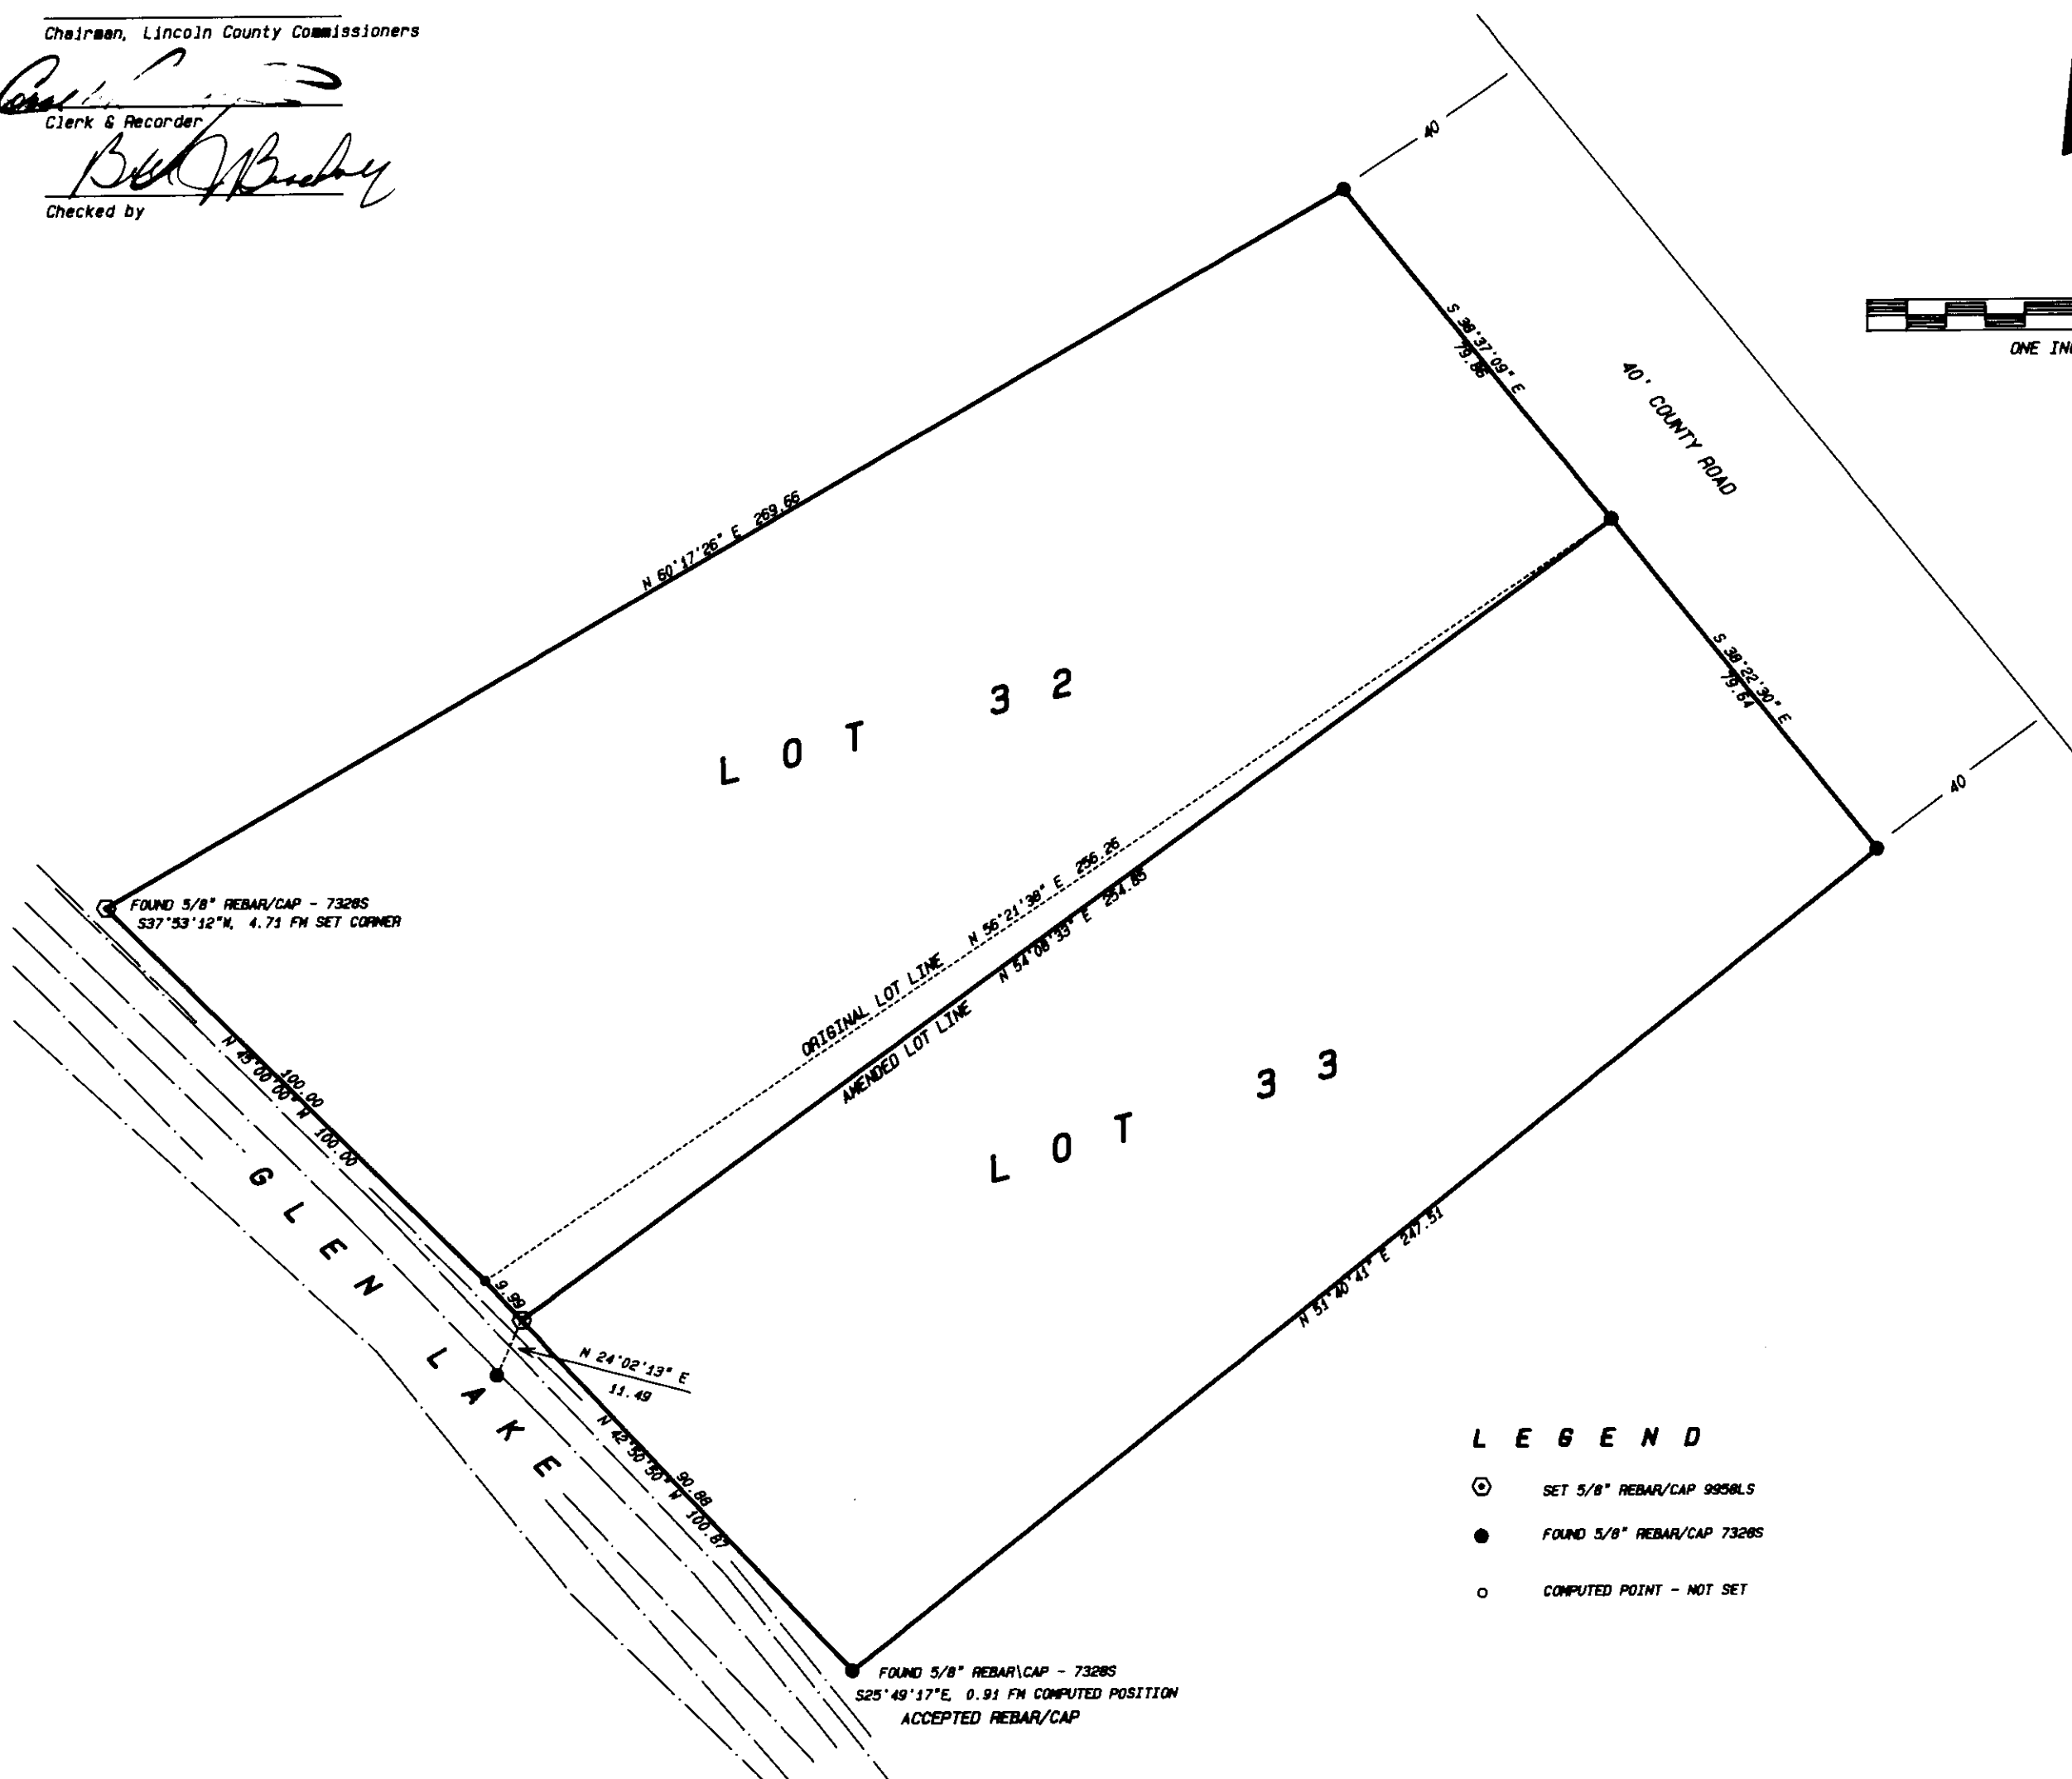 Chairman, Lincoln County Commissioners
Clerk & Recorder
Checked by
40
S 38°37'09" E
79.86
40' COUNTY ROAD
ONE
N 60°17'26" E 269.66
S 38°22'30" E
79.64
40
LOT 32
FOUND 5/8" REBAR/CAP - 7328S
S37°53'12"W, 4.71 FM SET CORNER
ORIGINAL LOT LINE N 56°21'38" E 256.26
AMENDED LOT LINE N 54°08'33" E 254.85
100.00
N 45°00'00" W 100.00
LOT 33
GLEN LAKE
9.99
N 24°02'13" E
11.49
N 51°40'41" E 247.51
90.88
N 42°50'50" W 100.87
LEGEND
SET 5/8" REBAR/CAP 9958LS
FOUND 5/8" REBAR/CAP 7328S
COMPUTED POINT - NOT SET
FOUND 5/8" REBAR\CAP - 7328S
S25°49'17"E, 0.91 FM COMPUTED POSITION
ACCEPTED REBAR/CAP